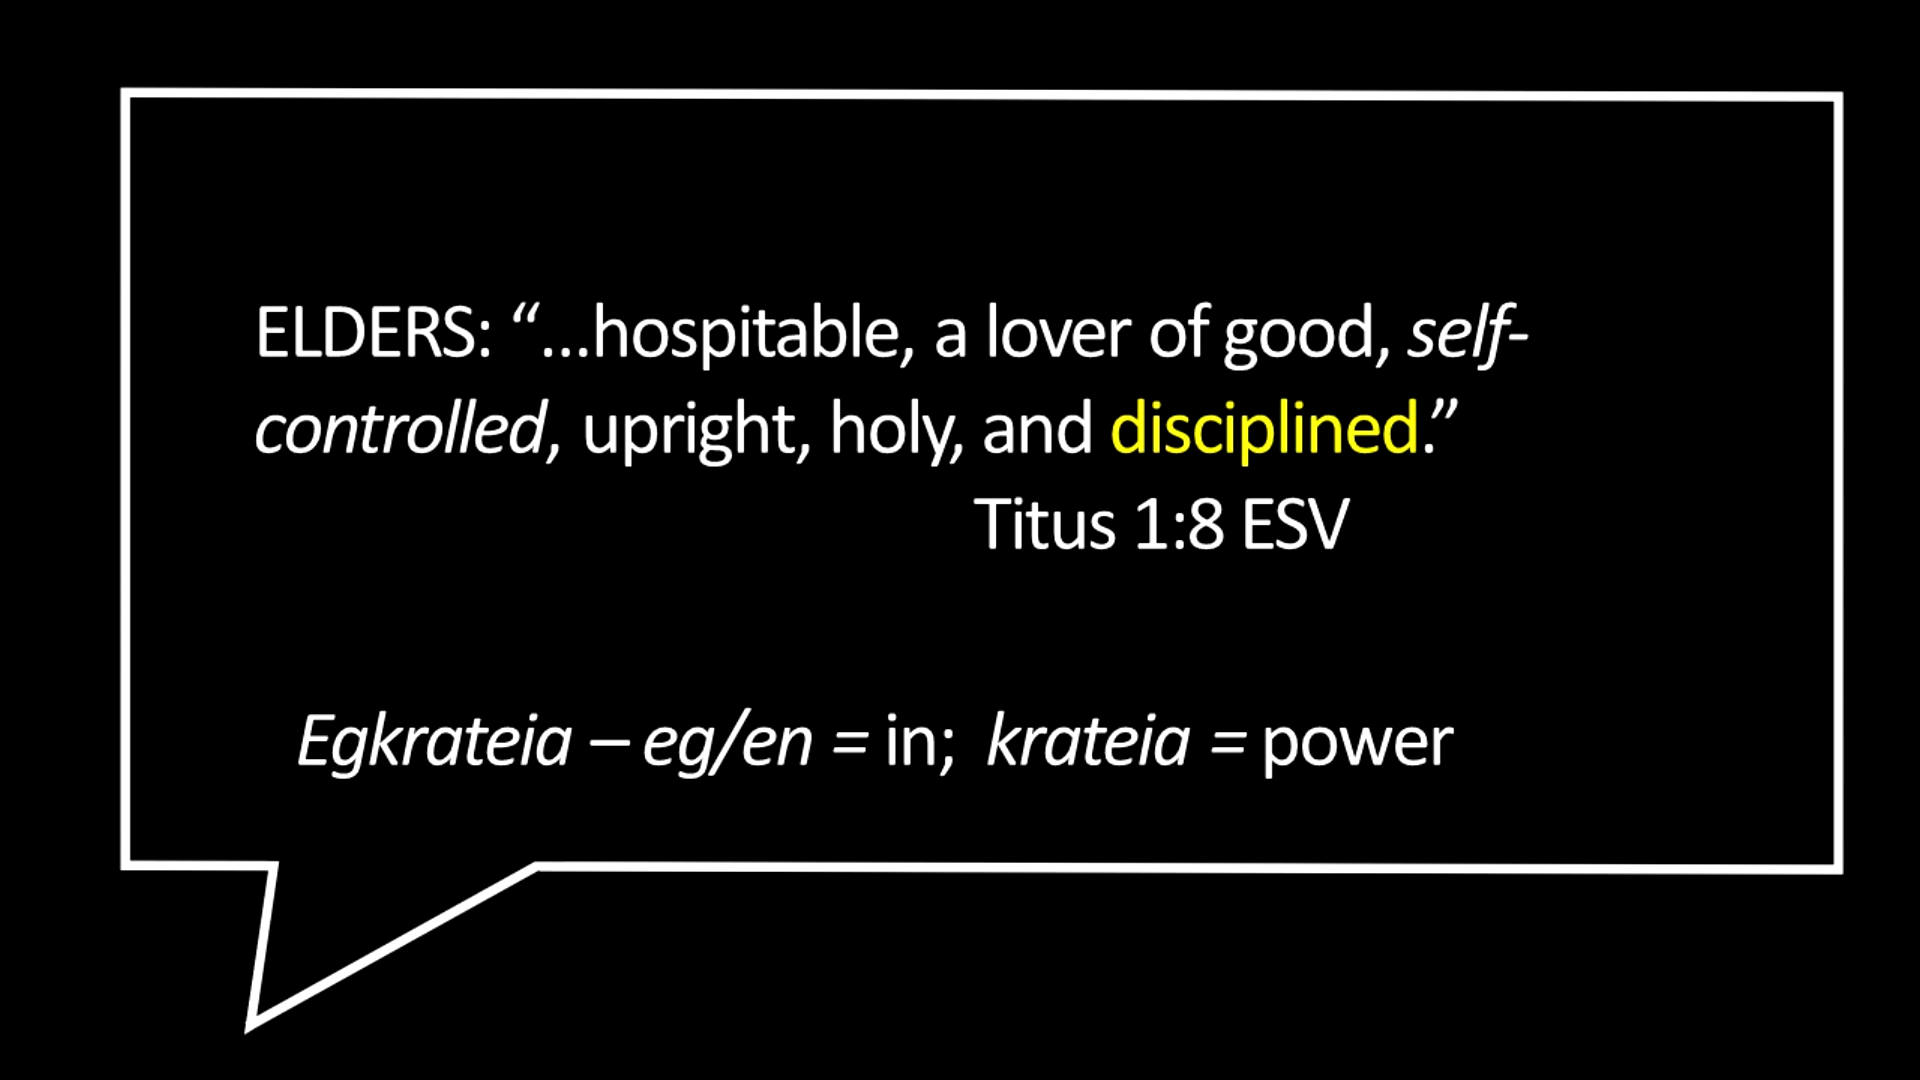 ELDERS: “...hospitable, a lover of good, self-
controlled, upright, holy, and disciplined.”
Titus 1:8 ESV
Egkrateia – eg/en = in; krateia = power